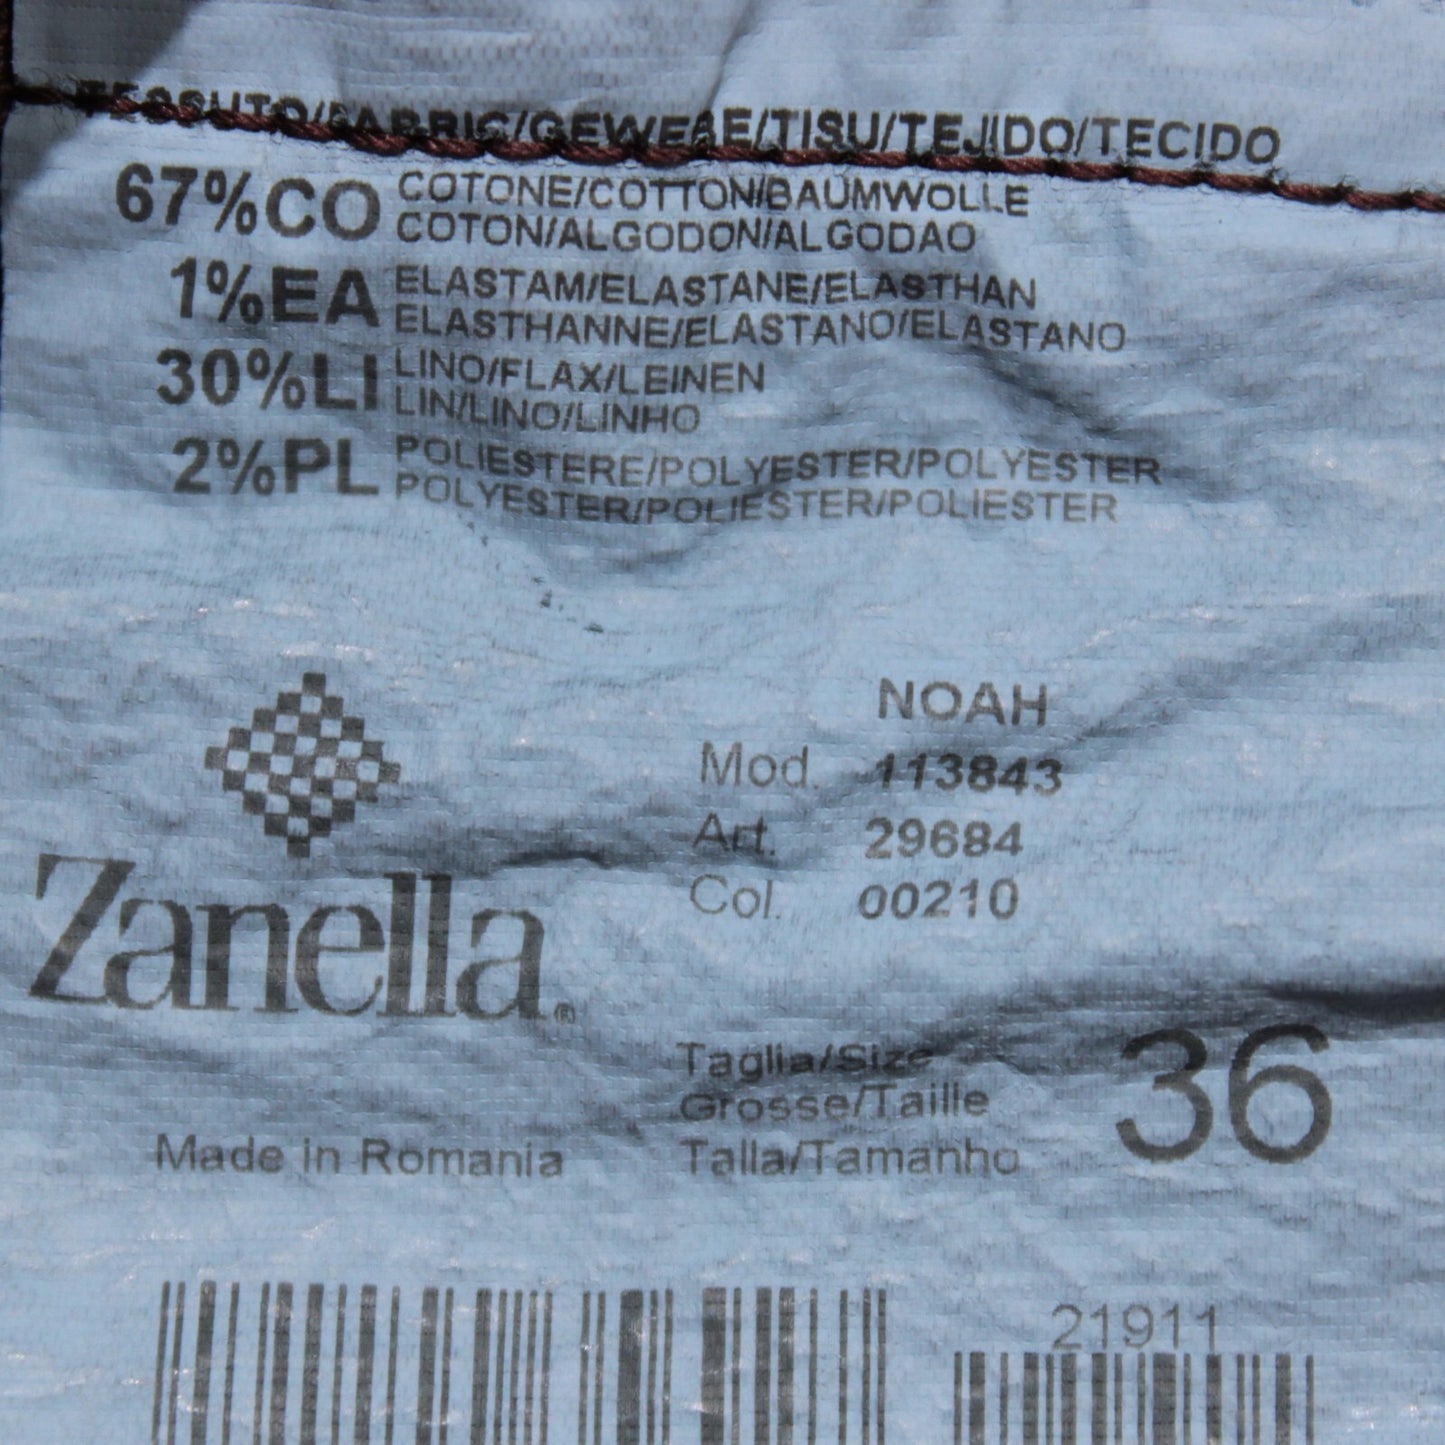 TESSUTO/FABRIC/GEWEBE/TISU/TEJIDO/TECIDO
67%CO COTONE/COTTON/BAUMWOLLE
COTON/ALGODON/ALGODAO
1%EA ELASTAM/ELASTANE/ELASTHAN
ELASTHANNE/ELASTANO/ELASTANO
30%LI LINO/FLAX/LEINEN
LIN/LINO/LINHO
2%PL POLIESTERE/POLYESTER/POLYESTER
POLYESTER/POLIESTER/POLIESTER
NOAH
Mod. 113843
Art. 29684
Col. 00210
Zanella®
Taglia/Size
Grosse/Taille
Talla/Tamanho
36
Made in Romania
21911